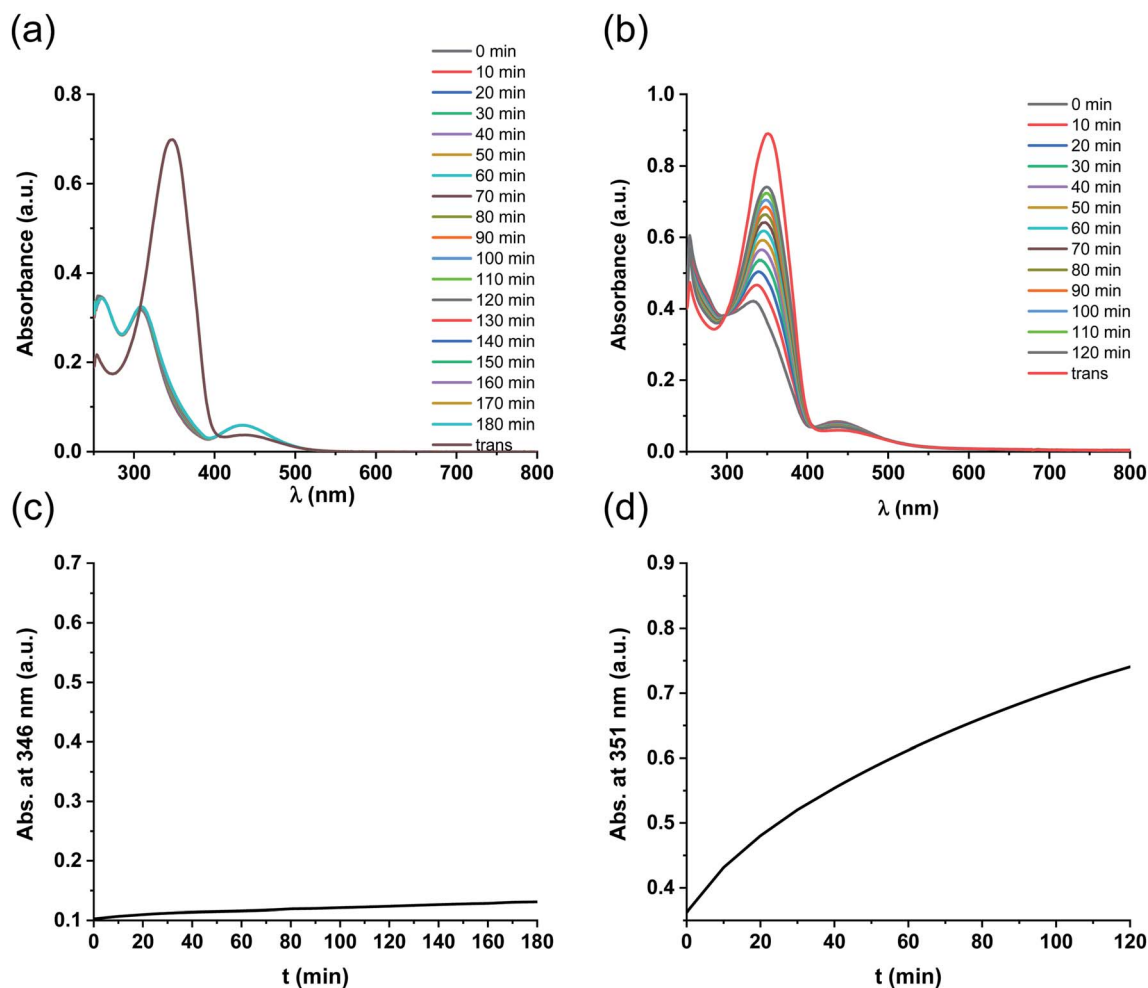 (a)
0 min
10 min
20 min
30 min
40 min
50 min
60 min
70 min
80 min
90 min
100 min
110 min
120 min
130 min
140 min
150 min
160 min
170 min
180 min
trans
0.8
0.6
0.4
0.2
0.0
Absorbance (a.u.)
300 400 500 600 700 800
λ (nm)
(b)
0 min
10 min
20 min
30 min
40 min
50 min
60 min
70 min
80 min
90 min
100 min
110 min
120 min
trans
1.0
0.8
0.6
0.4
0.2
0.0
Absorbance (a.u.)
300 400 500 600 700 800
λ (nm)
(c)
0.7
0.6
0.5
0.4
0.3
0.2
0.1
Abs. at 346 nm (a.u.)
0 20 40 60 80 100 120 140 160 180
t (min)
(d)
0.9
0.8
0.7
0.6
0.5
0.4
Abs. at 351 nm (a.u.)
0 20 40 60 80 100 120
t (min)